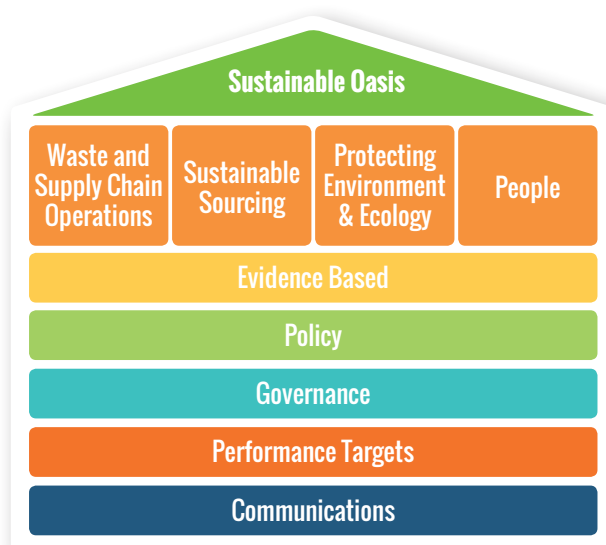 Sustainable Oasis
Waste and
Supply Chain
Operations
Sustainable
Sourcing
Protecting
Environment
& Ecology
People
Evidence Based
Policy
Governance
Performance Targets
Communications